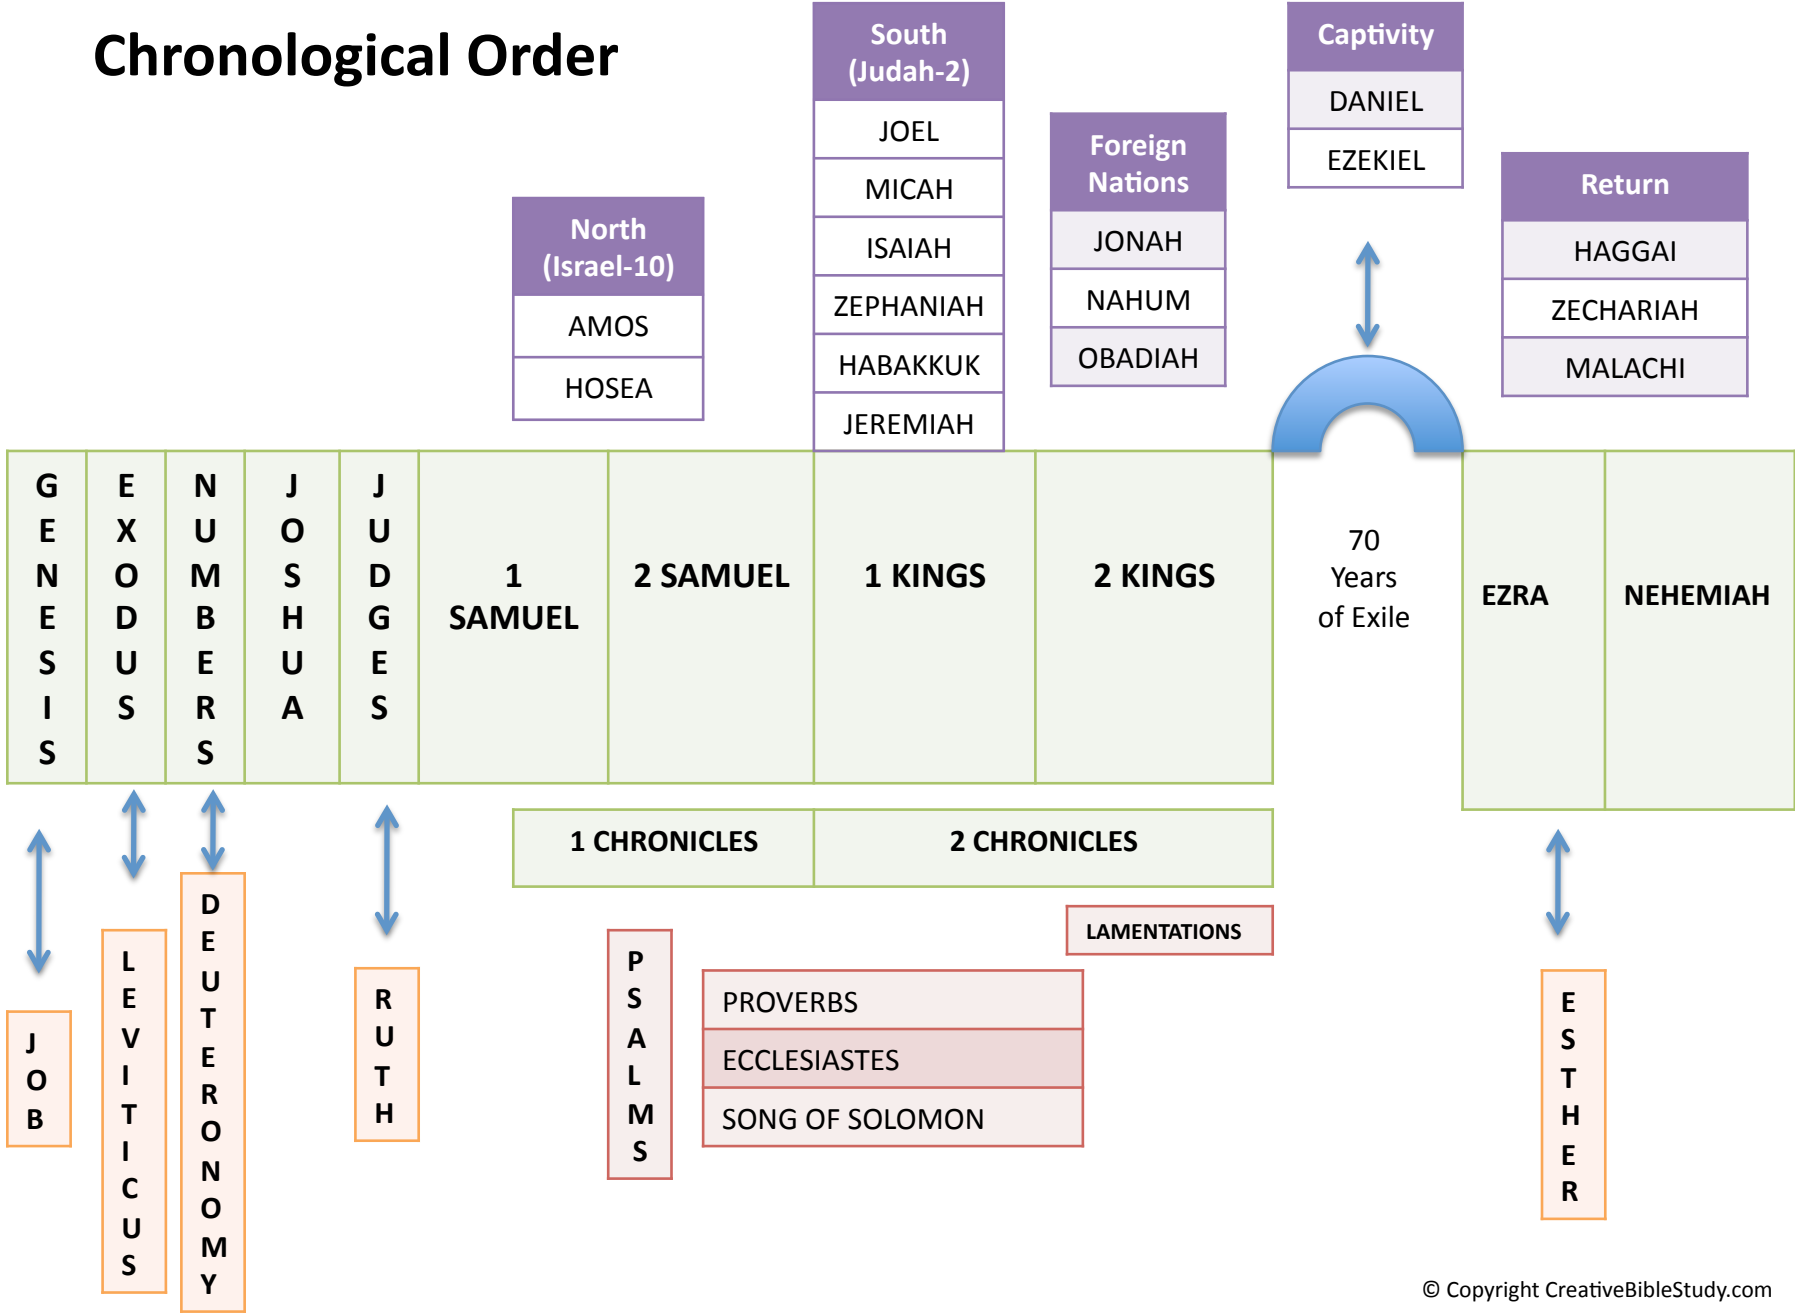 Chronological Order
North
(Israel-10)
AMOS
HOSEA
South
(Judah-2)
JOEL
MICAH
ISAIAH
ZEPHANIAH
HABAKKUK
JEREMIAH
Foreign
Nations
JONAH
NAHUM
OBADIAH
Captivity
DANIEL
EZEKIEL
Return
HAGGAI
ZECHARIAH
MALACHI
GENESIS
EXODUS
NUMBERS
JOSHUA
JUDGES
1
SAMUEL
2 SAMUEL
1 KINGS
2 KINGS
70
Years
of Exile
EZRA
NEHEMIAH
1 CHRONICLES
2 CHRONICLES
LAMENTATIONS
JOB
LEVITICUS
DEUTERONOMY
RUTH
PSALMS
PROVERBS
ECCLESIASTES
SONG OF SOLOMON
ESTHER
© Copyright CreativeBibleStudy.com